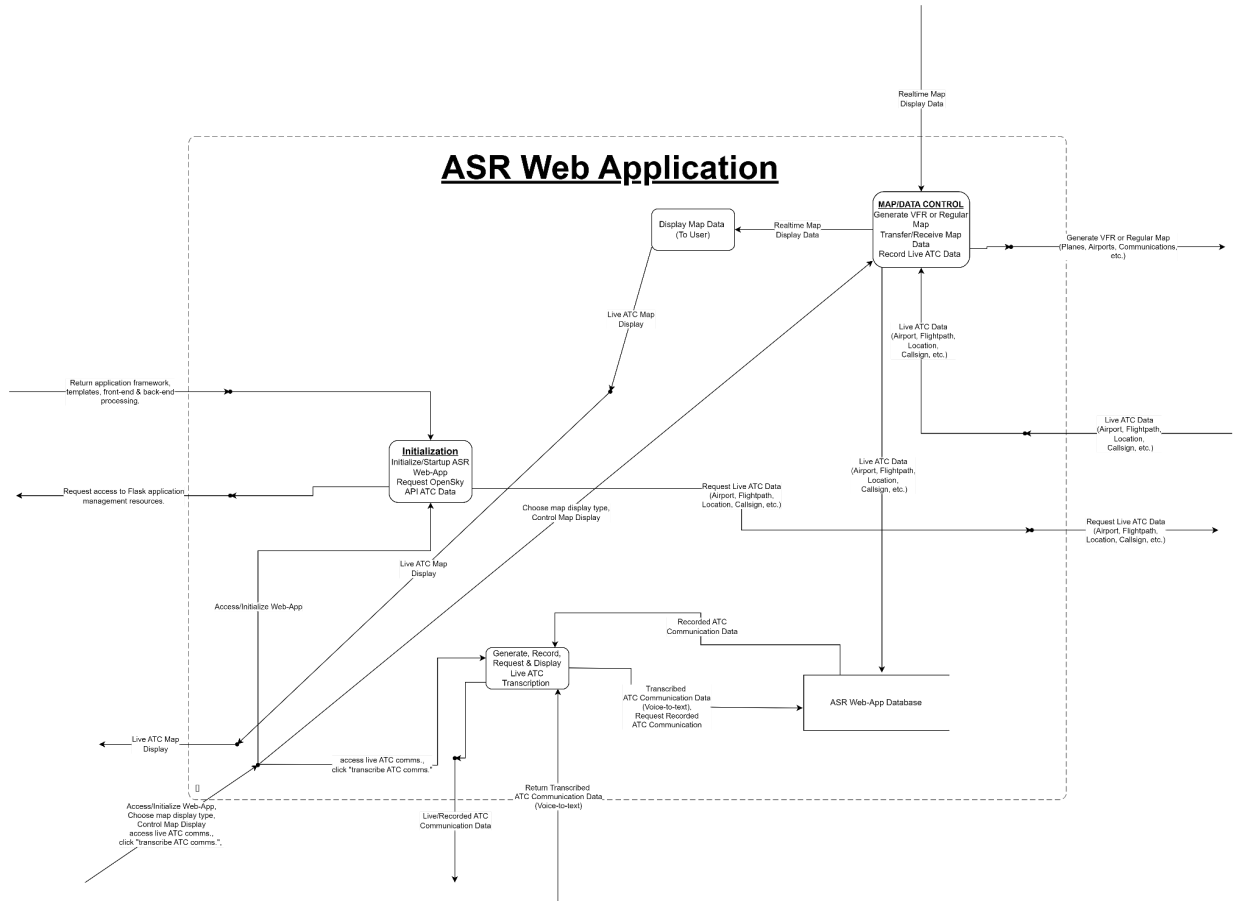 Realtime Map
Display Data
ASR Web Application
MAP/DATA CONTROL
Generate VFR or Regular
Map
Transfer/Receive Map
Data
Record Live ATC Data
Display Map Data
(To User)
Realtime Map
Display Data
Generate VFR or Regular Map
(Planes, Airports, Communications,
etc.)
Live ATC Map
Display
Live ATC Data
(Airport, Flightpath,
Location,
Callsign, etc.)
Return application framework,
templates, front-end & back-end
processing.
Live ATC Data
(Airport, Flightpath,
Location,
Callsign, etc.)
Initialization
Initialize/Startup ASR
Web-App
Request OpenSky
API ATC Data
Live ATC Data
(Airport, Flightpath,
Location,
Callsign, etc.)
Request access to Flask application
management resources.
Request Live ATC Data
(Airport, Flightpath,
Location, Callsign, etc.)
Choose map display type,
Control Map Display
Request Live ATC Data
(Airport, Flightpath,
Location, Callsign, etc.)
Live ATC Map
Display
Access/Initialize Web-App
Recorded ATC
Communication Data
Generate, Record,
Request & Display
Live ATC
Transcription
Transcribed
ATC Communication Data
(Voice-to-text),
Request Recorded
ATC Communication
ASR Web-App Database
Live ATC Map
Display
access live ATC comms.,
click "transcribe ATC comms."
Return Transcribed
ATC Communication Data
(Voice-to-text)
Access/Initialize Web-App,
Choose map display type,
Control Map Display
access live ATC comms.,
click "transcribe ATC comms.",
Live/Recorded ATC
Communication Data